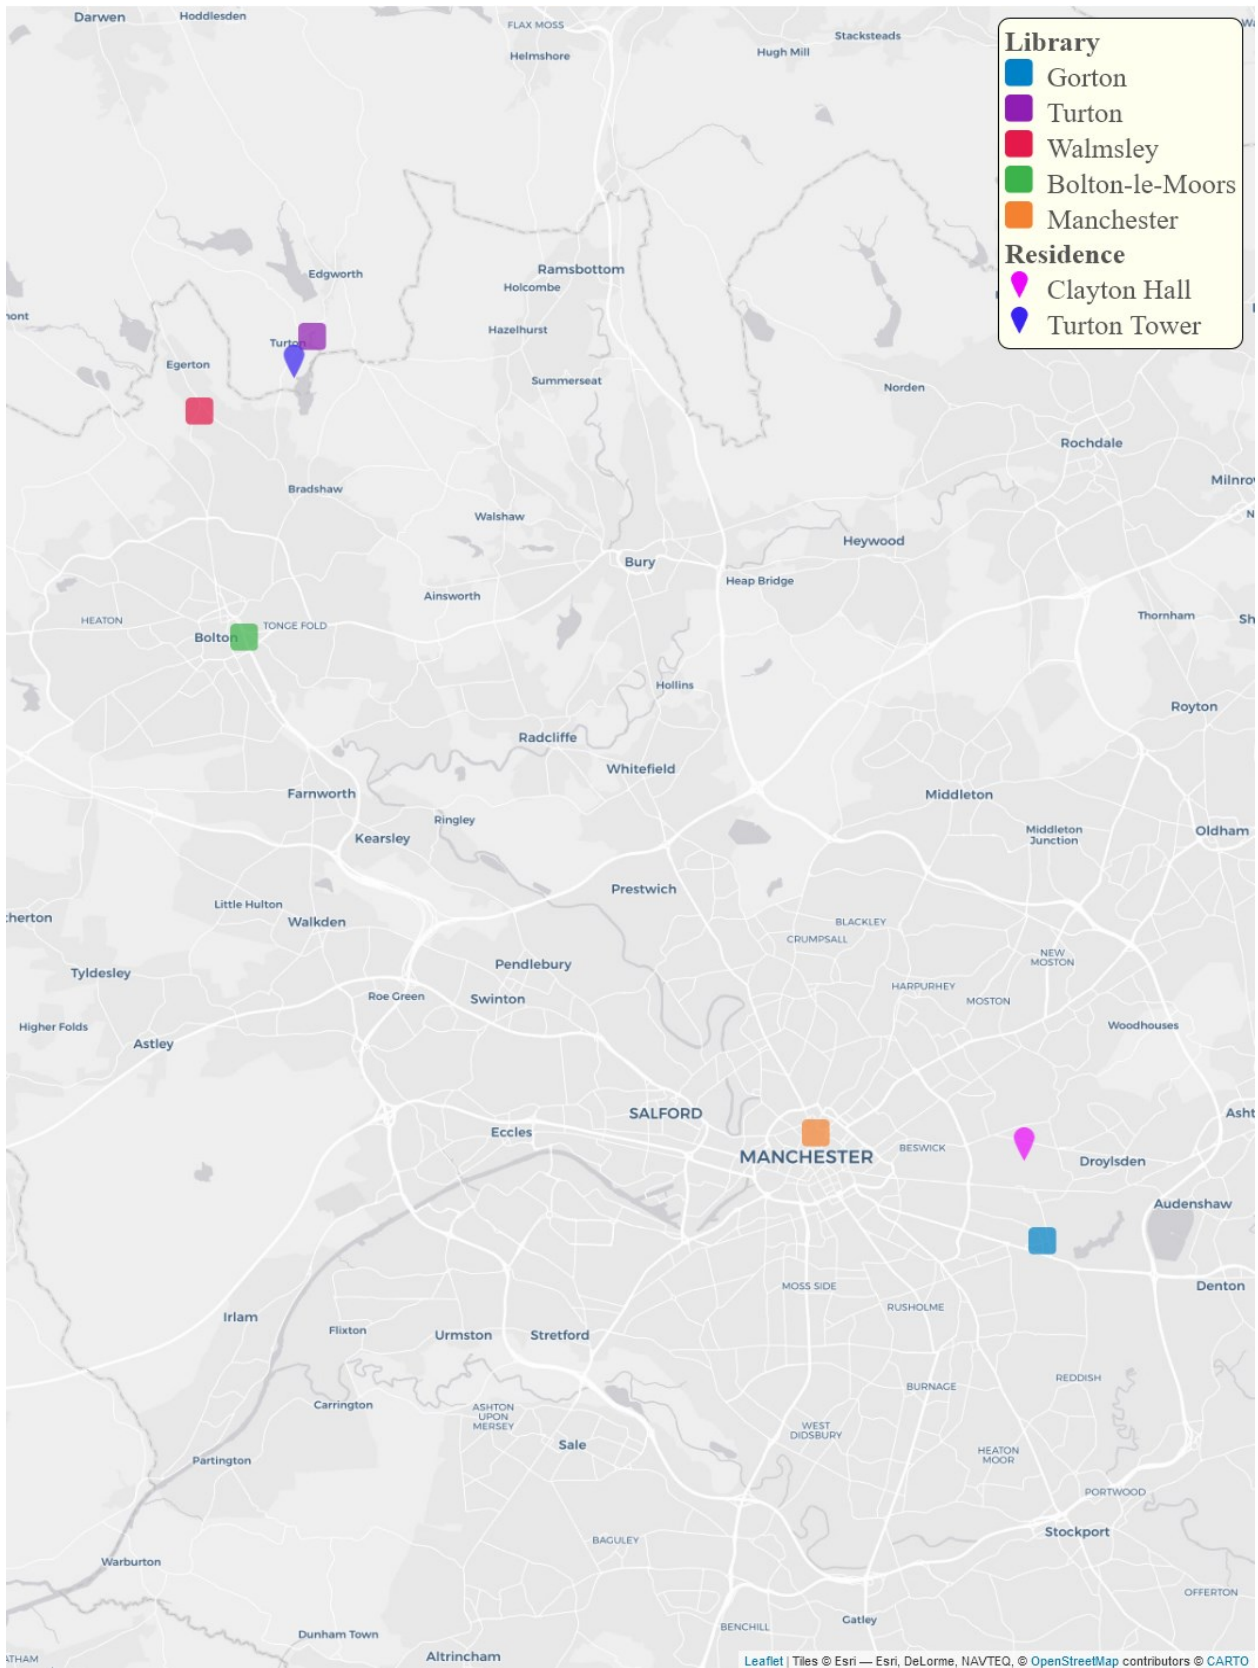 Darwen
Hoddlesden
FLAX MOSS
Helmshore
Stacksteads
Hugh Mill
Library
Gorton
Turton
Walmsley
Bolton-le-Moors
Manchester
Residence
Clayton Hall
Turton Tower
Edgworth
Ramsbottom
Holcombe
Hazelhurst
Turton
Egerton
Summerseat
Norden
Rochdale
Bradshaw
Walshaw
Milnro
Heywood
Bury
Heap Bridge
Ainsworth
HEATON
TONGE FOLD
Bolton
Thornham
Sh
Hollins
Royton
Radcliffe
Whitefield
Farnworth
Middleton
Ringley
Kearsley
Middleton
Junction
Oldham
Prestwich
Little Hulton
Walkden
therton
BLACKLEY
CRUMPSALL
NEW
MOSTON
Pendlebury
Tyldesley
Roe Green
Swinton
HARPURHEY
MOSTON
Higher Folds
Astley
Woodhouses
SALFORD
Asht
Eccles
MANCHESTER
BESWICK
Droylsden
Audenshaw
MOSS SIDE
Denton
RUSHOLME
Irlam
Flixton
Urmston
Stretford
REDDISH
BURNAGE
Carrington
ASHTON
UPON
MERSEY
WEST
DIDSBURY
Sale
HEATON
MOOR
Partington
PORTWOOD
Stockport
BAGULEY
Warburton
OFFERTON
Gatley
BENCHILL
Dunham Town
Altrincham
ATHAM
Leaflet | Tiles © Esri — Esri, DeLorme, NAVTEQ, © OpenStreetMap contributors © CARTO